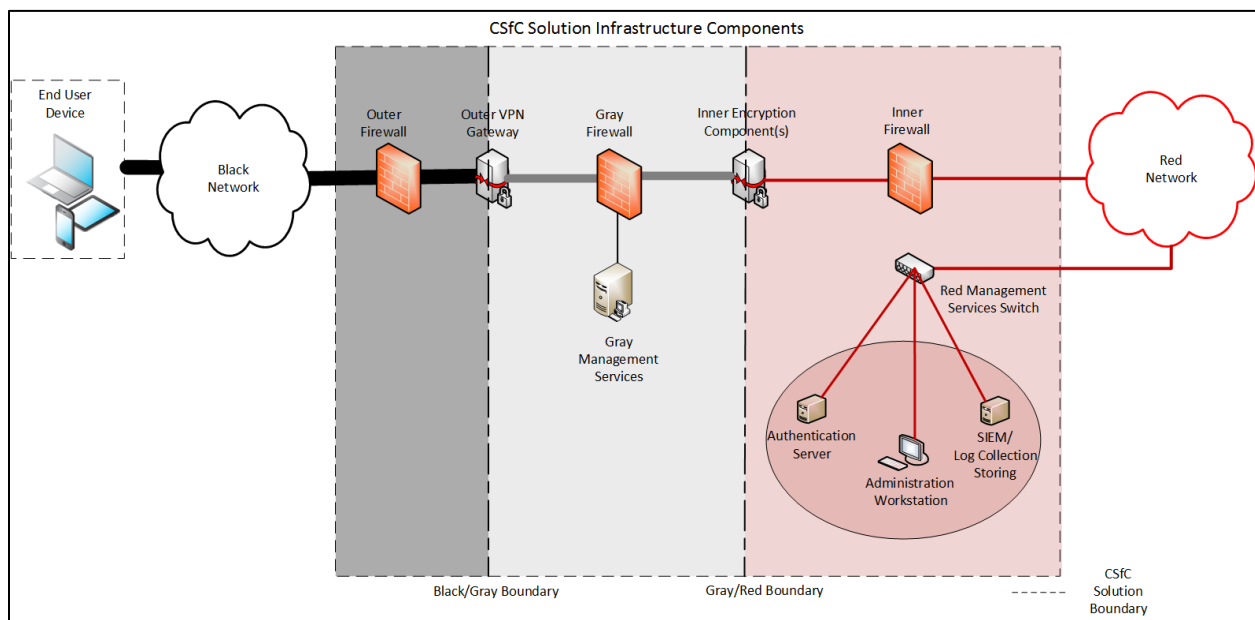 CSfC Solution Infrastructure Components
End User
Device
Black
Network
Outer
Firewall
Outer VPN
Gateway
Gray
Firewall
Inner Encryption
Component(s)
Inner
Firewall
Red
Network
Gray
Management
Services
Red Management
Services Switch
Authentication
Server
Administration
Workstation
SIEM/
Log Collection
Storing
Black/Gray Boundary
Gray/Red Boundary
CSfC
Solution
Boundary